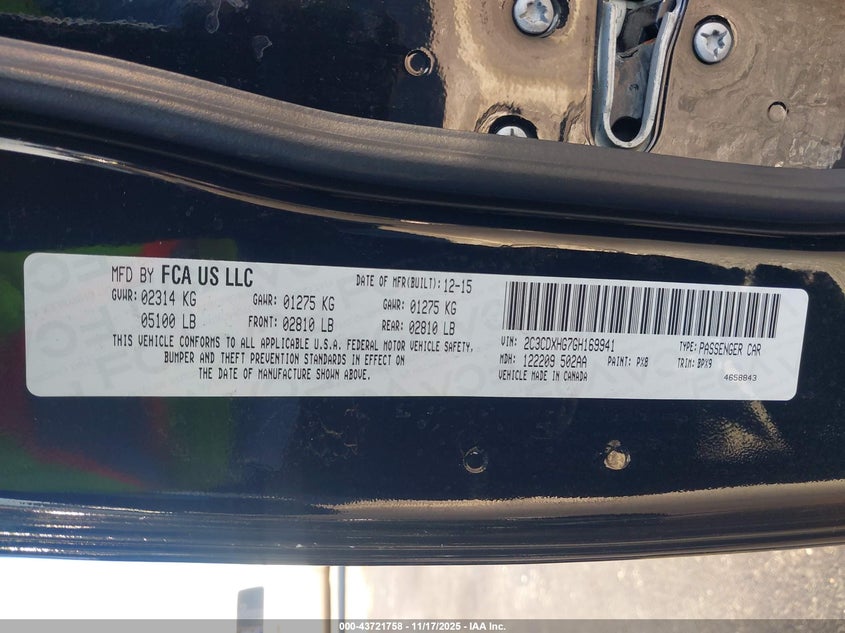 MFD BY FCA US LLC DATE OF MFR(BUILT): 12-15
GVWR: 02314 KG GAWR: 01275 KG GAWR: 01275 KG
05100 LB FRONT: 02810 LB REAR: 02810 LB
THIS VEHICLE CONFORMS TO ALL APPLICABLE U.S.A. FEDERAL MOTOR VEHICLE SAFETY,
BUMPER AND THEFT PREVENTION STANDARDS IN EFFECT ON
THE DATE OF MANUFACTURE SHOWN ABOVE.
VIN: 2C3CDXHG7GH169941 TYPE: PASSENGER CAR
MDH: 122209 502AA PAINT: PX8 TRIM: BPX9
VEHICLE MADE IN CANADA 4658843
000-43721758 — 11/17/2025 — IAA Inc.